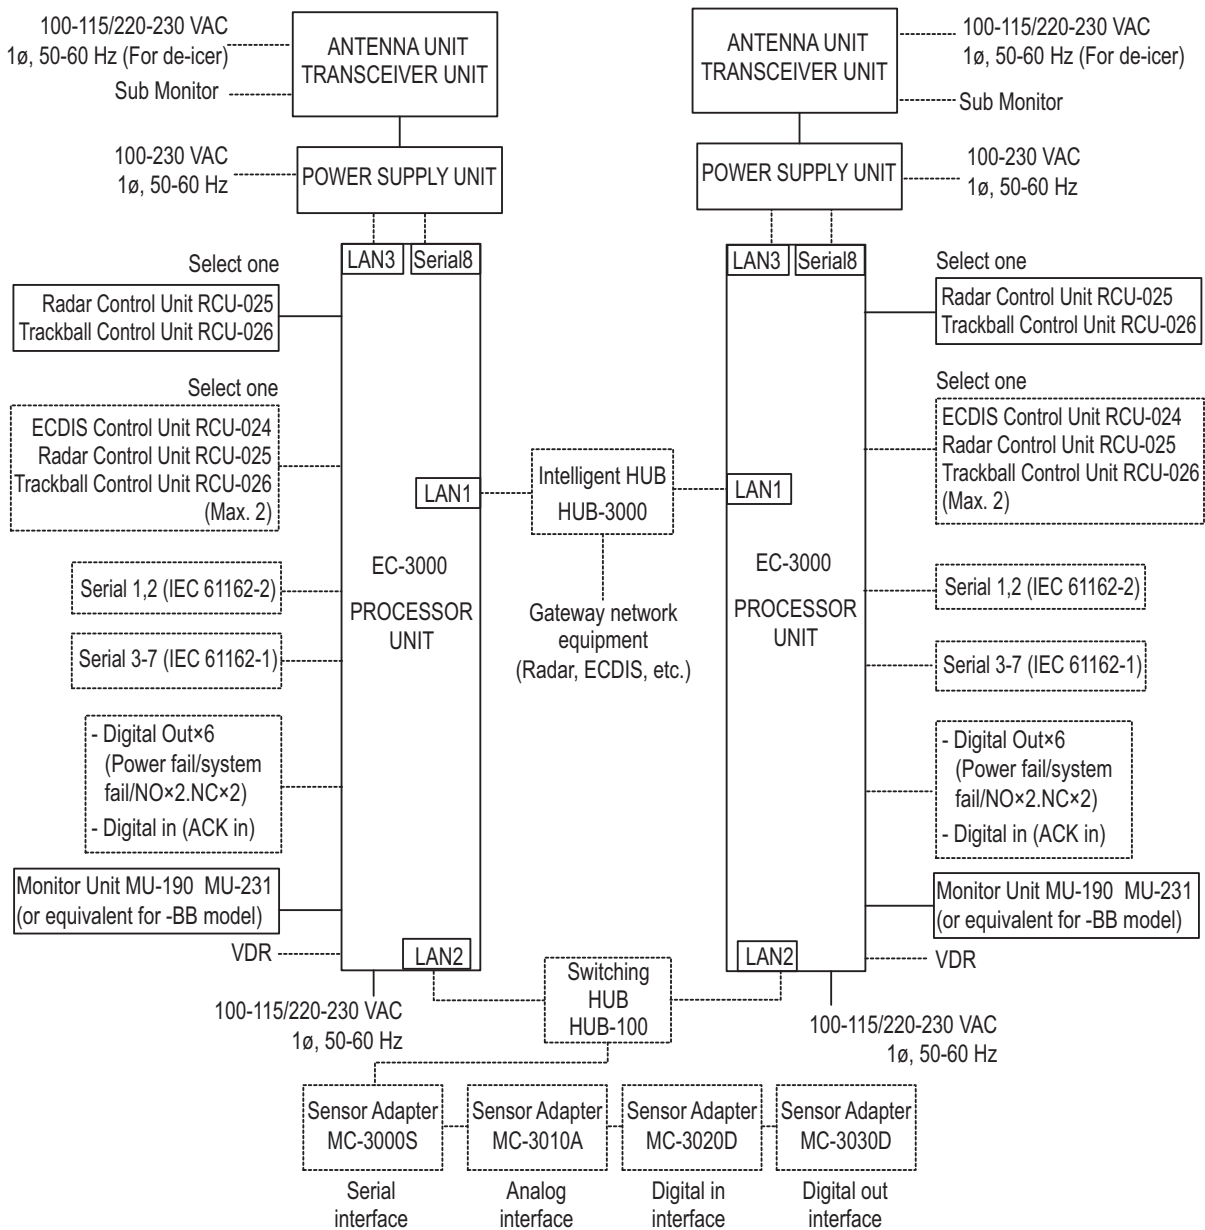 100-115/220-230 VAC
1ø, 50-60 Hz (For de-icer)
Sub Monitor
ANTENNA UNIT
TRANSCEIVER UNIT
100-230 VAC
1ø, 50-60 Hz
POWER SUPPLY UNIT
LAN3
Serial8
Select one
Radar Control Unit RCU-025
Trackball Control Unit RCU-026
Select one
ECDIS Control Unit RCU-024
Radar Control Unit RCU-025
Trackball Control Unit RCU-026
(Max. 2)
LAN1
EC-3000
PROCESSOR
UNIT
Serial 1,2 (IEC 61162-2)
Serial 3-7 (IEC 61162-1)
- Digital Out×6
(Power fail/system
fail/NO×2.NC×2)
- Digital in (ACK in)
Monitor Unit MU-190 MU-231
(or equivalent for -BB model)
VDR
LAN2
100-115/220-230 VAC
1ø, 50-60 Hz
Intelligent HUB
HUB-3000
Gateway network
equipment
(Radar, ECDIS, etc.)
ANTENNA UNIT
TRANSCEIVER UNIT
100-115/220-230 VAC
1ø, 50-60 Hz (For de-icer)
Sub Monitor
POWER SUPPLY UNIT
100-230 VAC
1ø, 50-60 Hz
LAN3
Serial8
Select one
Radar Control Unit RCU-025
Trackball Control Unit RCU-026
Select one
ECDIS Control Unit RCU-024
Radar Control Unit RCU-025
Trackball Control Unit RCU-026
(Max. 2)
LAN1
EC-3000
PROCESSOR
UNIT
Serial 1,2 (IEC 61162-2)
Serial 3-7 (IEC 61162-1)
- Digital Out×6
(Power fail/system
fail/NO×2.NC×2)
- Digital in (ACK in)
Monitor Unit MU-190 MU-231
(or equivalent for -BB model)
VDR
LAN2
100-115/220-230 VAC
1ø, 50-60 Hz
Switching
HUB
HUB-100
Sensor Adapter
MC-3000S
Sensor Adapter
MC-3010A
Sensor Adapter
MC-3020D
Sensor Adapter
MC-3030D
Serial
interface
Analog
interface
Digital in
interface
Digital out
interface